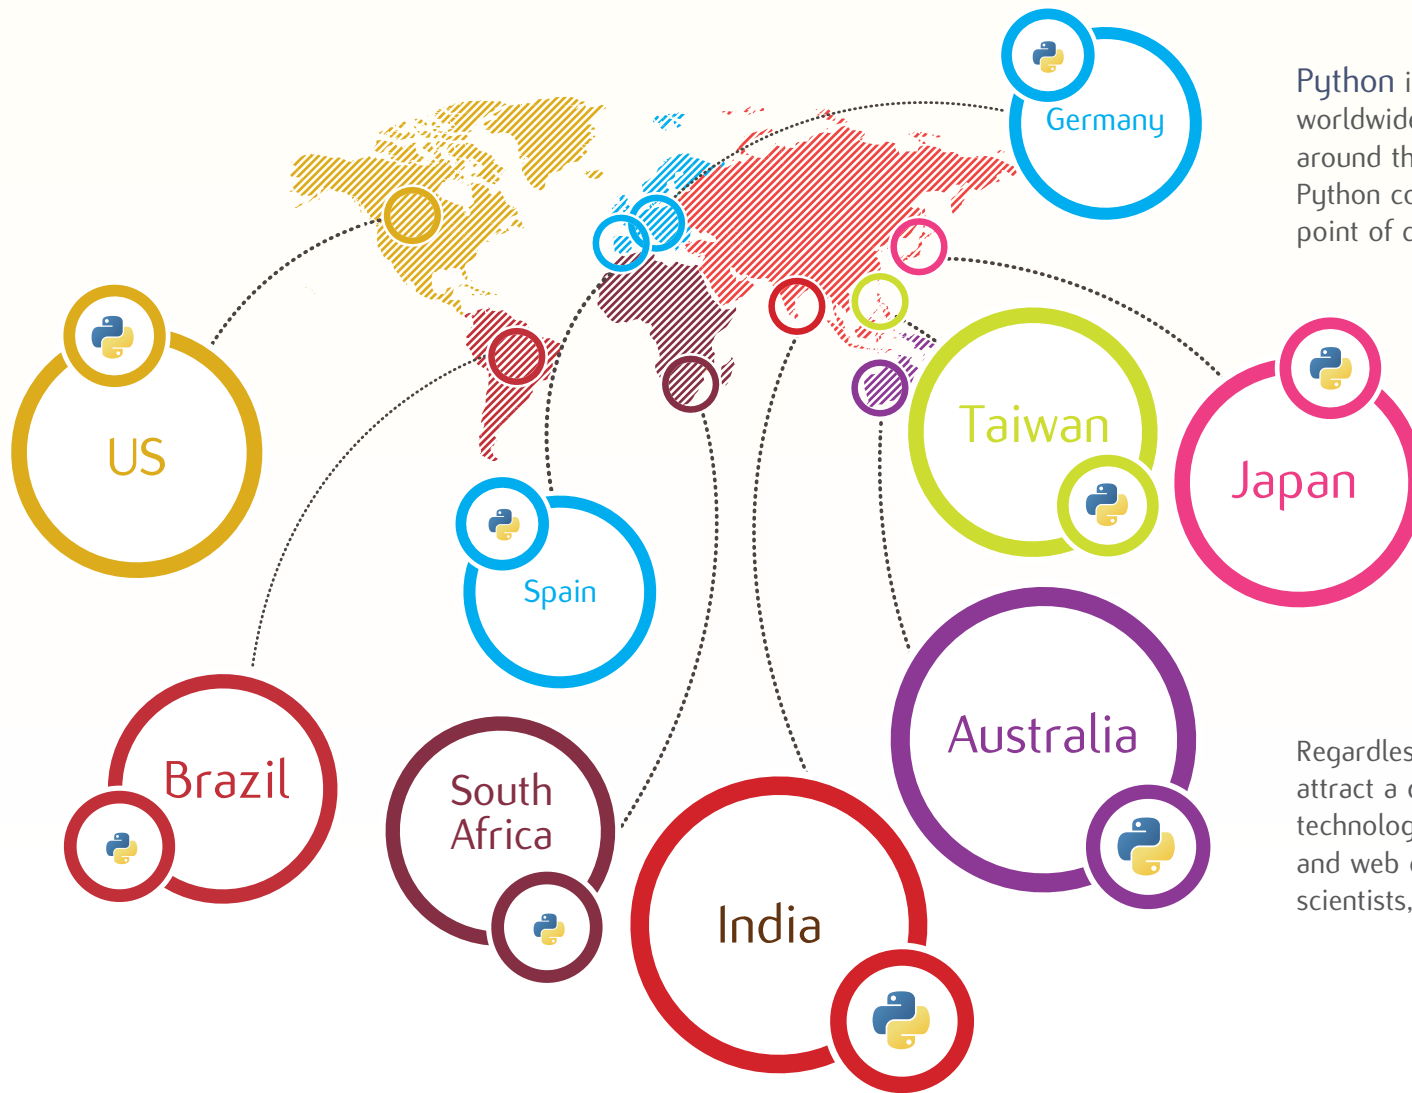 Python i
worldwide
around th
Python co
point of c
Germany
US
Taiwan
Japan
Spain
Brazil
South
Africa
Australia
India
Regardles
attract a
technolog
and web
scientists,